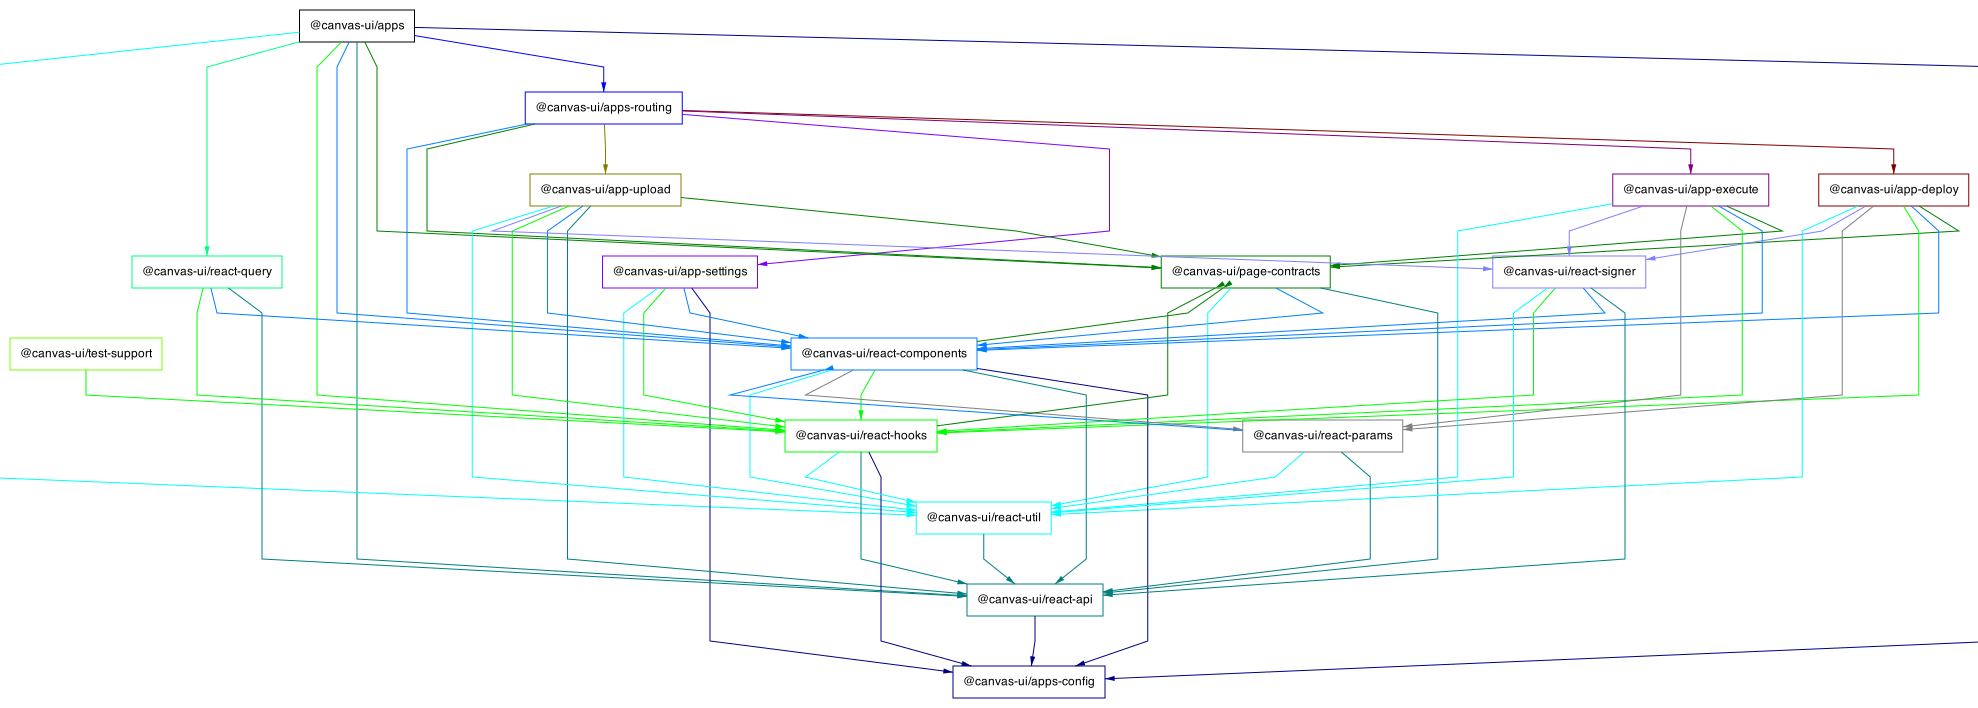 @canvas-ui/apps
@canvas-ui/apps-routing
@canvas-ui/app-upload
@canvas-ui/app-execute
@canvas-ui/app-deploy
@canvas-ui/react-query
@canvas-ui/app-settings
@canvas-ui/page-contracts
@canvas-ui/react-signer
@canvas-ui/test-support
@canvas-ui/react-components
@canvas-ui/react-hooks
@canvas-ui/react-params
@canvas-ui/react-util
@canvas-ui/react-api
@canvas-ui/apps-config